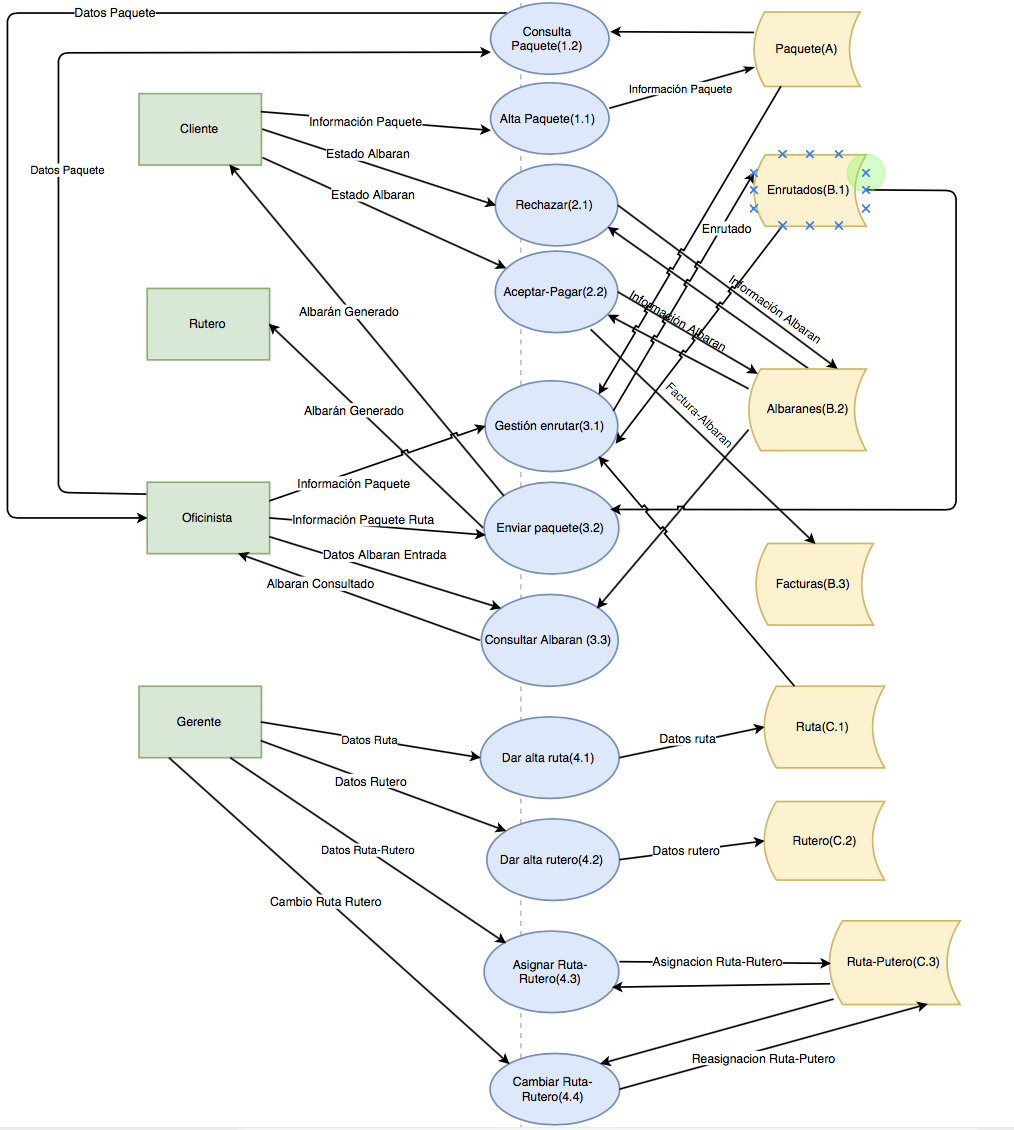 Datos Paquete
Consulta
Paquete(1.2)
Paquete(A)
Información Paquete
Cliente
Información Paquete
Alta Paquete(1.1)
Estado Albaran
Datos Paquete
Estado Albaran
Rechazar(2.1)
Enrutados(B.1)
Enrutado
Aceptar-Pagar(2.2)
Información Albaran
Información Albaran
Albarán Generado
Rutero
Albarán Generado
Factura-Albaran
Albaranes(B.2)
Gestión enrutar(3.1)
Información Paquete
Oficinista
Información Paquete Ruta
Enviar paquete(3.2)
Datos Albaran Entrada
Albaran Consultado
Facturas(B.3)
Consultar Albaran (3.3)
Gerente
Datos Ruta
Dar alta ruta(4.1)
Datos ruta
Ruta(C.1)
Datos Rutero
Datos Ruta-Rutero
Dar alta rutero(4.2)
Datos rutero
Rutero(C.2)
Cambio Ruta Rutero
Asignar Ruta-
Rutero(4.3)
Asignacion Ruta-Rutero
Ruta-Putero(C.3)
Reasignacion Ruta-Putero
Cambiar Ruta-
Rutero(4.4)